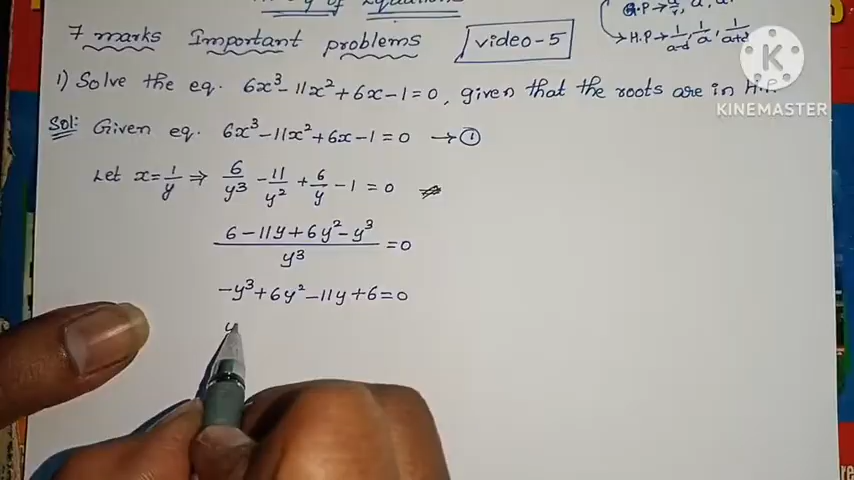 of Equations
7 marks Important problems video-5
G.P→ a/r, a, a
→ H.P→ 1/a-d, 1/a, 1/a+d
K
KINEMASTER
1) Solve the eq. 6x³-11x²+6x-1=0, given that the roots are in H.P.
Sol: Given eq. 6x³-11x²+6x-1=0 →①
Let x=1/y ⇒ 6/y³ -11/y² +6/y -1 =0
6-11y+6y²-y³/y³ =0
-y³+6y²-11y+6=0
y